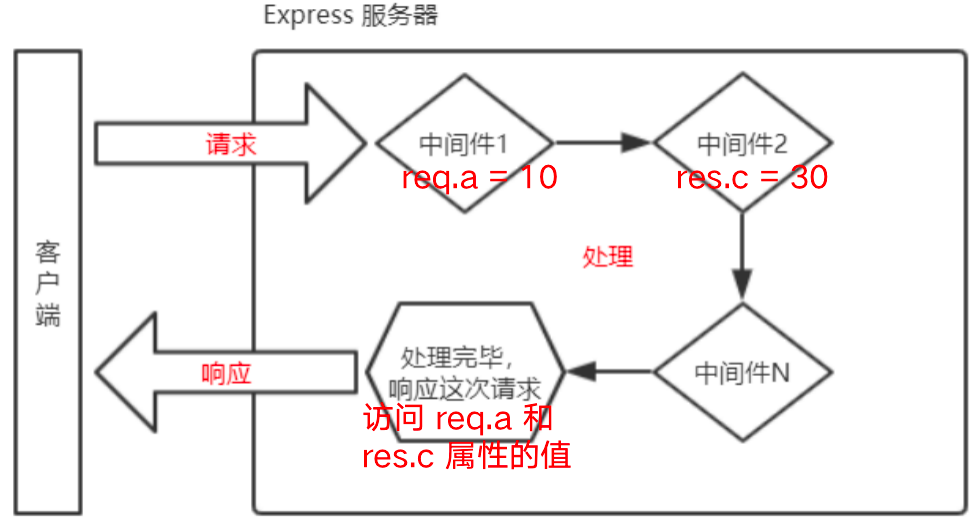 Express 服务器
客户端
请求
中间件1
req.a = 10
中间件2
res.c = 30
处理
中间件N
处理完毕，
响应这次请求
访问 req.a 和
res.c 属性的值
响应